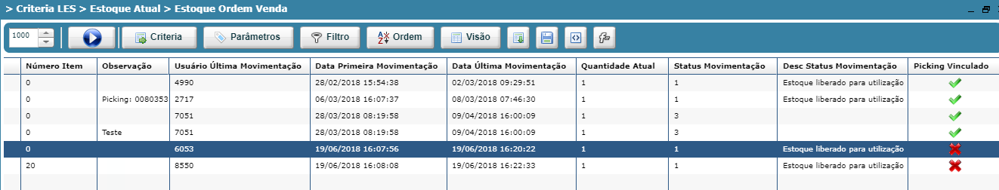 > Criteria LES > Estoque Atual > Estoque Ordem Venda
1000 Criteria Parâmetros Filtro Ordem Visão
Número Item Observação Usuário Última Movimentação Data Primeira Movimentação Data Última Movimentação Quantidade Atual Status Movimentação Desc Status Movimentação Picking Vinculado
0 4990 28/02/2018 15:54:38 02/03/2018 09:29:51 1 1 Estoque liberado para utilização
0 Picking: 0080353 2717 06/03/2018 16:07:37 08/03/2018 07:46:30 1 1 Estoque liberado para utilização
0 7051 28/03/2018 08:19:58 09/04/2018 16:00:09 1 3
0 Teste 7051 28/03/2018 08:19:58 09/04/2018 16:00:09 1 3
0 6053 19/06/2018 16:07:56 19/06/2018 16:20:22 1 1 Estoque liberado para utilização
20 8550 19/06/2018 16:08:08 19/06/2018 16:22:33 1 1 Estoque liberado para utilização